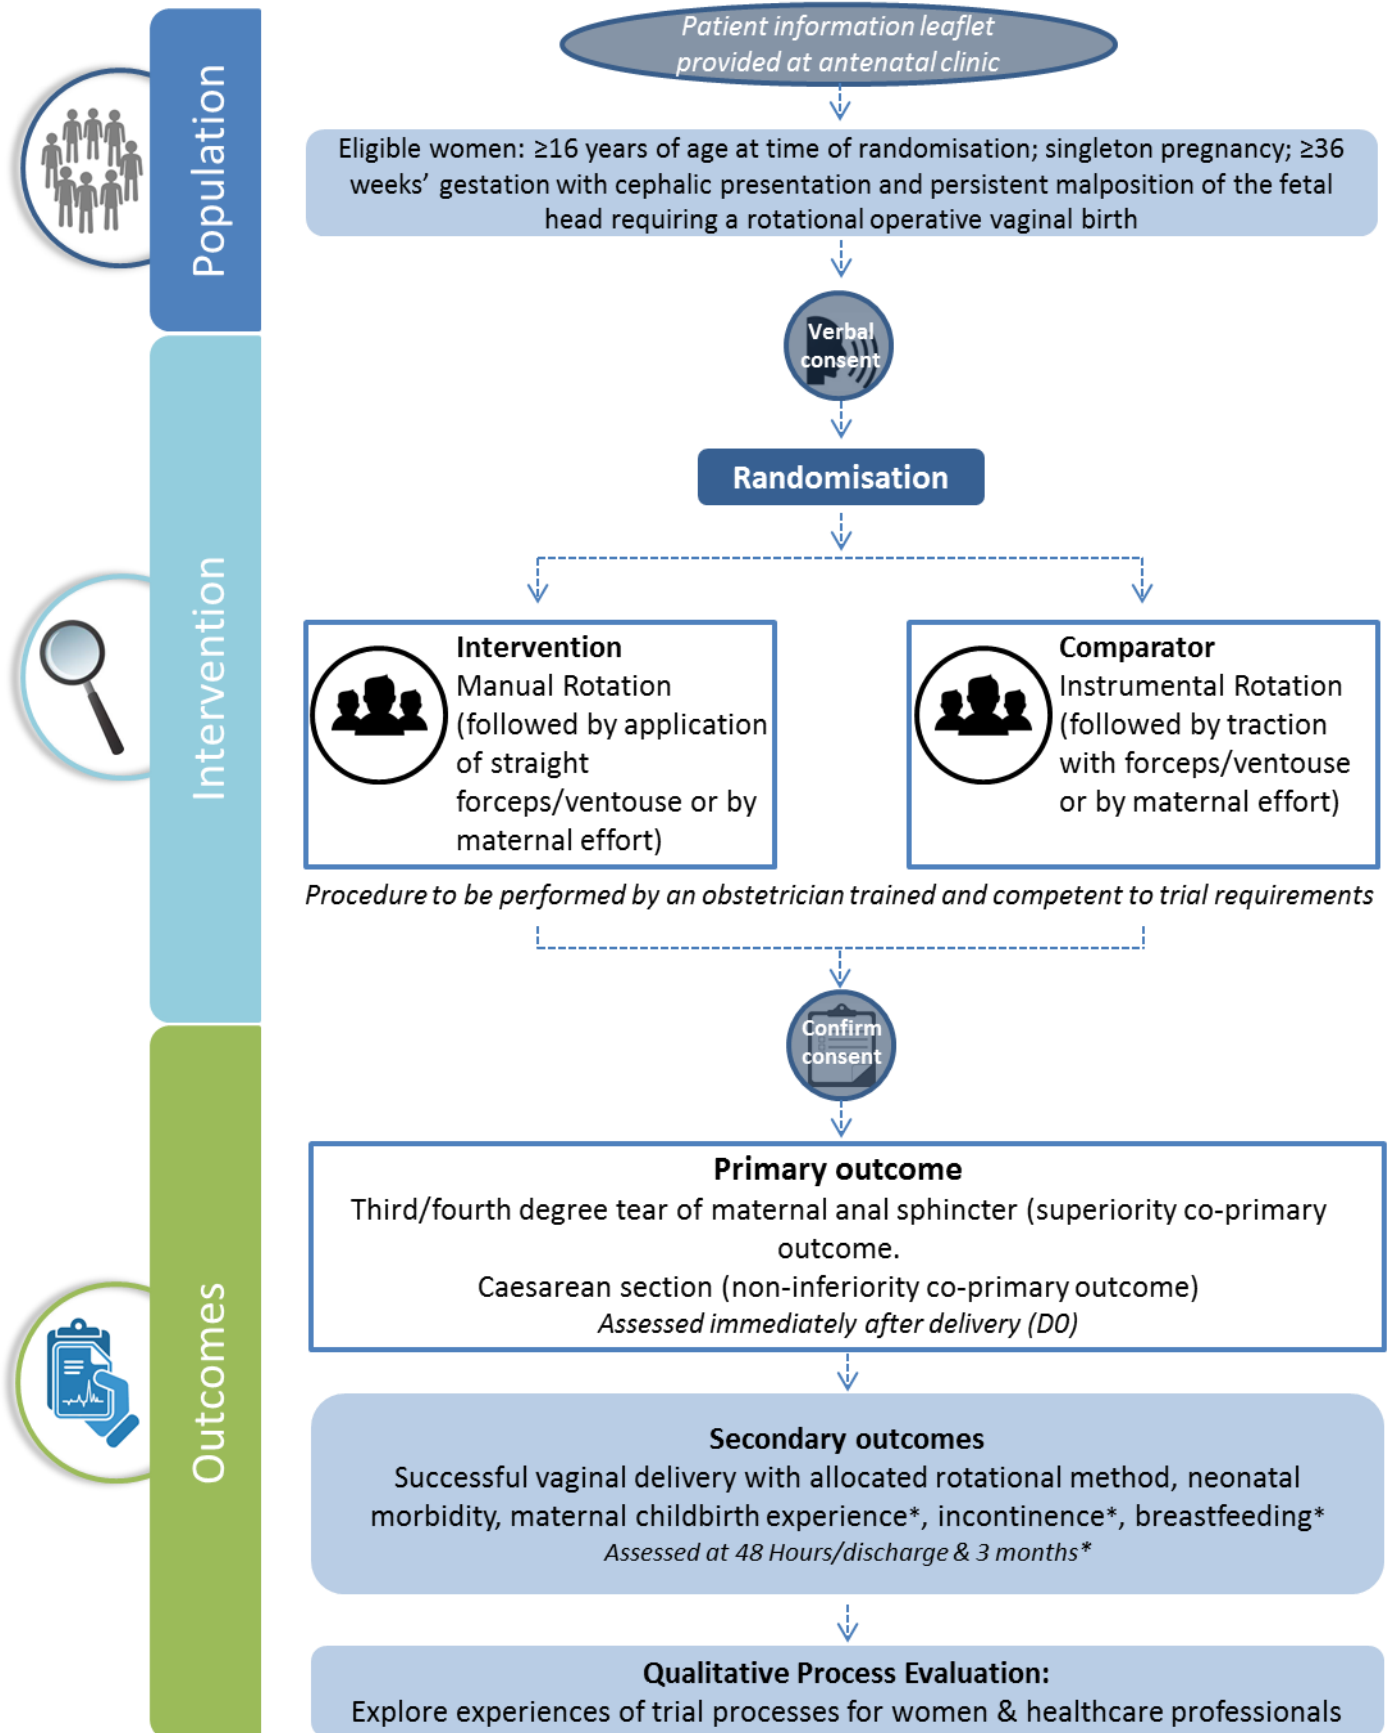 Population
Patient information leaflet
provided at antenatal clinic
Eligible women: ≥16 years of age at time of randomisation; singleton pregnancy; ≥36
weeks’ gestation with cephalic presentation and persistent malposition of the fetal
head requiring a rotational operative vaginal birth
Verbal
consent
Randomisation
Intervention
Intervention
Manual Rotation
(followed by application
of straight
forceps/ventouse or by
maternal effort)
Comparator
Instrumental Rotation
(followed by traction
with forceps/ventouse
or by maternal effort)
Procedure to be performed by an obstetrician trained and competent to trial requirements
Confirm
consent
Outcomes
Primary outcome
Third/fourth degree tear of maternal anal sphincter (superiority co-primary
outcome.
Caesarean section (non-inferiority co-primary outcome)
Assessed immediately after delivery (D0)
Secondary outcomes
Successful vaginal delivery with allocated rotational method, neonatal
morbidity, maternal childbirth experience*, incontinence*, breastfeeding*
Assessed at 48 Hours/discharge & 3 months*
Qualitative Process Evaluation:
Explore experiences of trial processes for women & healthcare professionals